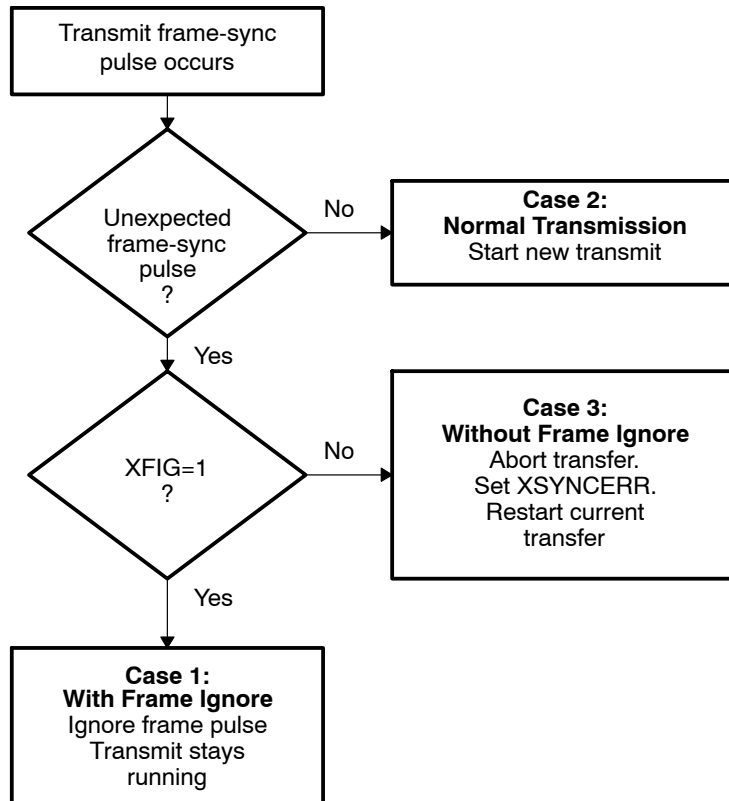 Transmit frame-sync
pulse occurs
Unexpected
frame-sync
pulse
?
No
Case 2:
Normal Transmission
Start new transmit
Yes
XFIG=1
?
No
Case 3:
Without Frame Ignore
Abort transfer.
Set XSYNCERR.
Restart current
transfer
Yes
Case 1:
With Frame Ignore
Ignore frame pulse
Transmit stays
running